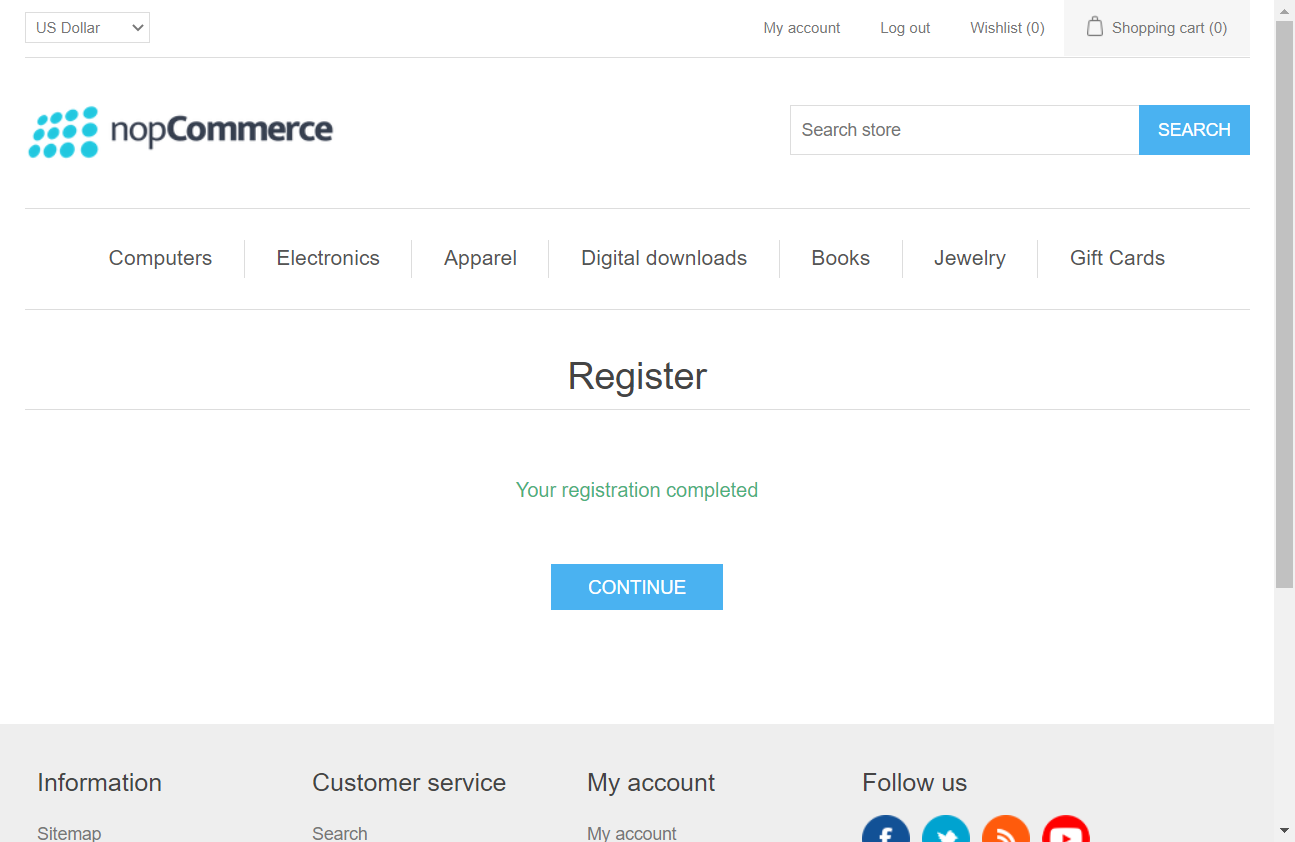 US Dollar
My account
Log out
Wishlist (0)
Shopping cart (0)
nopCommerce
Search store
SEARCH
Computers
Electronics
Apparel
Digital downloads
Books
Jewelry
Gift Cards
Register
Your registration completed
CONTINUE
Information
Customer service
My account
Follow us
Sitemap
Search
My account